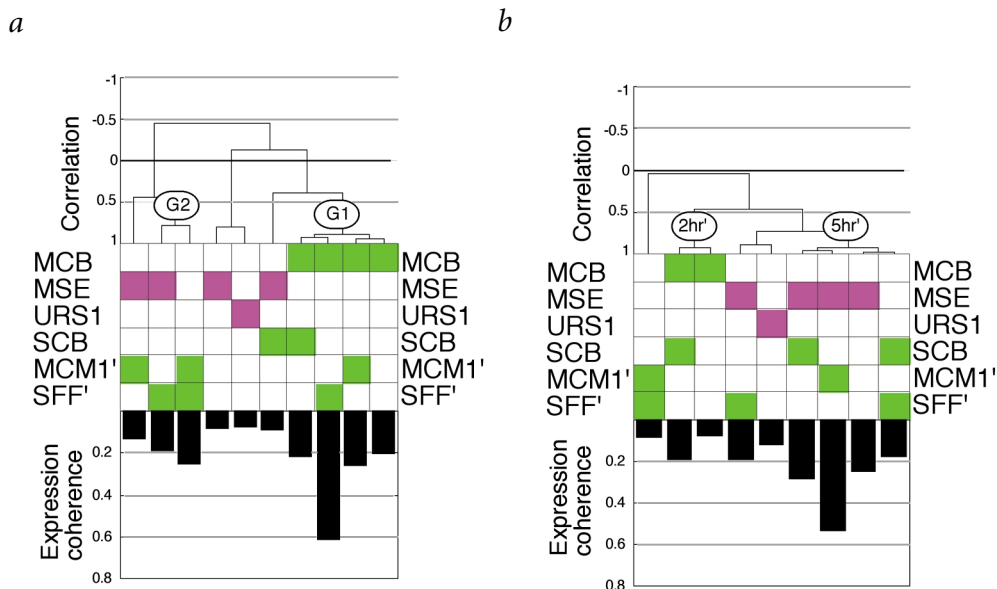 a
b
-1
-0.5
0
0.5
1
Correlation
G2
G1
MCB
MSE
URS1
SCB
MCM1'
SFF'
MCB
MSE
URS1
SCB
MCM1'
SFF'
0.2
0.4
0.6
0.8
Expression
coherence
-1
-0.5
0
0.5
1
Correlation
2hr'
5hr'
MCB
MSE
URS1
SCB
MCM1'
SFF'
MCB
MSE
URS1
SCB
MCM1'
SFF'
0.2
0.4
0.6
0.8
Expression
coherence